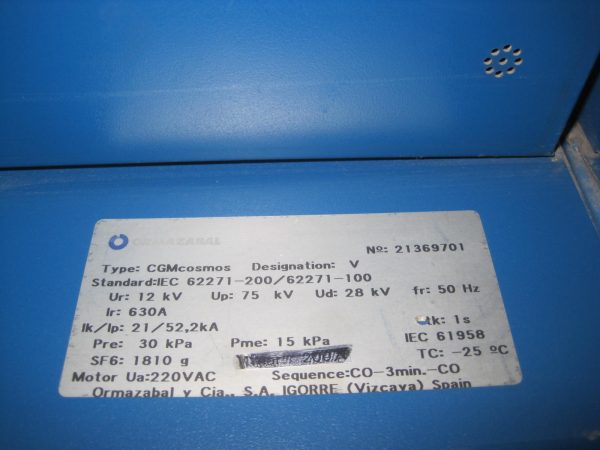 ORMAZABAL
Nº: 21369701
Type: CGMcosmos Designation: V
Standard:IEC 62271-200/62271-100
Ur: 12 kV Up: 75 kV Ud: 28 kV fr: 50 Hz
Ir: 630A
Ik/Ip: 21/52,2kA tk: 1s
Pre: 30 kPa Pme: 15 kPa IEC 61958
SF6: 1810 g TC: -25 ºC
Motor Ua:220VAC Sequence:CO-3min.-CO
Ormazabal y Cia., S.A. IGORRE (Vizcaya) Spain